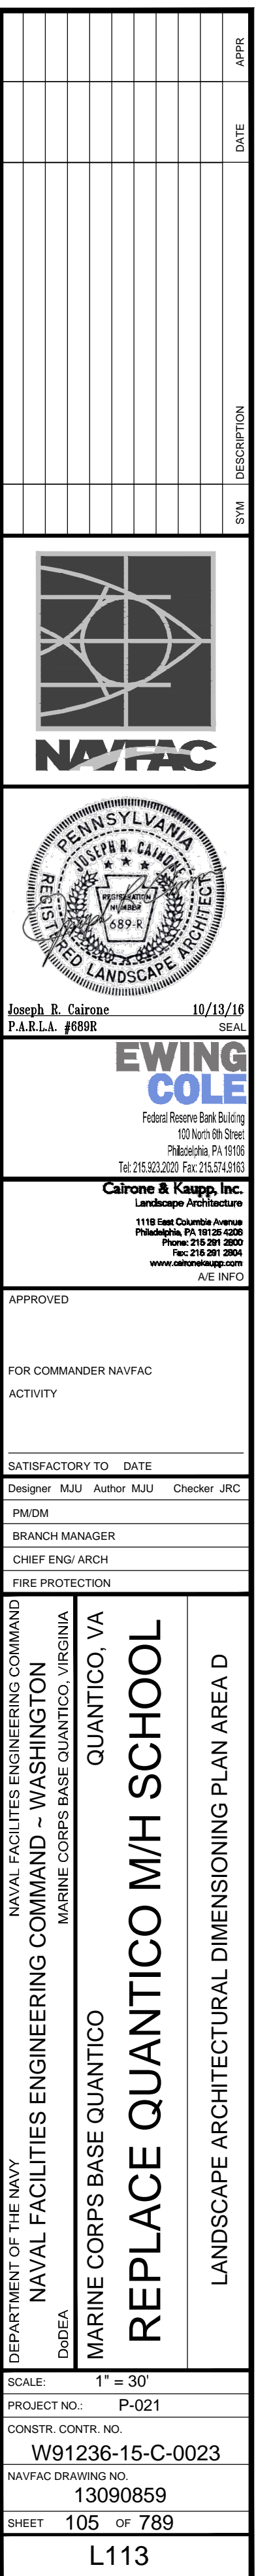 APPR
DATE
DESCRIPTION
SYM
NAVFAC
PENNSYLVANIA
JOSEPH R. CAIRONE
REGISTRATION
NUMBER
689-R
REGISTERED LANDSCAPE ARCHITECT
Joseph R. Cairone 10/13/16
P.A.R.L.A. #689R SEAL
EWING
COLE
Federal Reserve Bank Building
100 North 6th Street
Philadelphia, PA 19106
Tel: 215.923.2020 Fax: 215.574.9163
Cairone & Kaupp, Inc.
Landscape Architecture
1119 East Columbia Avenue
Philadelphia, PA 19125 4206
Phone: 215 291 2800
Fax: 215 291 2804
www.caironekaupp.com
A/E INFO
APPROVED
FOR COMMANDER NAVFAC
ACTIVITY
SATISFACTORY TO DATE
Designer MJU Author MJU Checker JRC
PM/DM
BRANCH MANAGER
CHIEF ENG/ ARCH
FIRE PROTECTION
DEPARTMENT OF THE NAVY NAVAL FACILITES ENGINEERING COMMAND
NAVAL FACILITIES ENGINEERING COMMAND ~ WASHINGTON
DoDEA MARINE CORPS BASE QUANTICO, VIRGINIA
MARINE CORPS BASE QUANTICO QUANTICO, VA
REPLACE QUANTICO M/H SCHOOL
LANDSCAPE ARCHITECTURAL DIMENSIONING PLAN AREA D
SCALE: 1" = 30'
PROJECT NO.: P-021
CONSTR. CONTR. NO.
W91236-15-C-0023
NAVFAC DRAWING NO.
13090859
SHEET 105 OF 789
L113